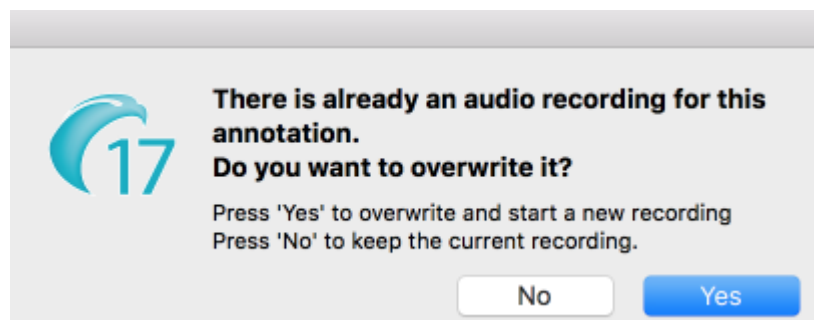 17
There is already an audio recording for this
annotation.
Do you want to overwrite it?
Press 'Yes' to overwrite and start a new recording
Press 'No' to keep the current recording.
No
Yes